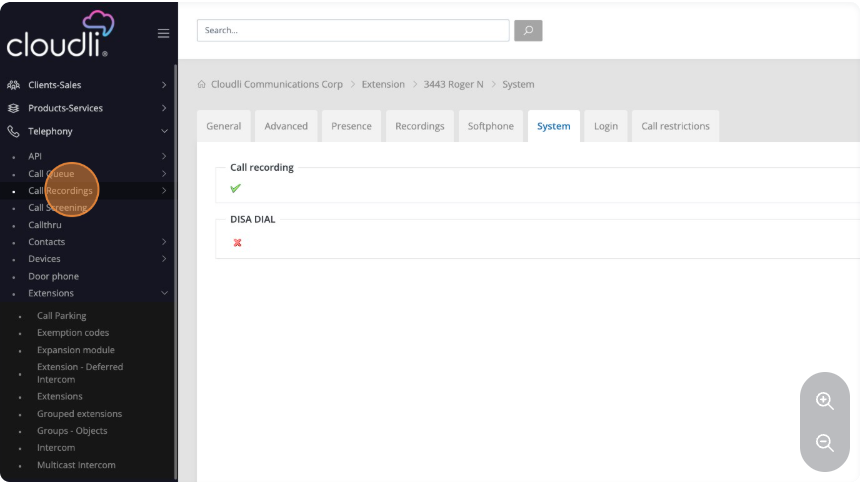 cloudli®
Search...
Clients-Sales
Products-Services
Telephony
API
Call Queue
Call Recordings
Call Screening
Callthru
Contacts
Devices
Door phone
Extensions
Call Parking
Exemption codes
Expansion module
Extension - Deferred
Intercom
Extensions
Grouped extensions
Groups - Objects
Intercom
Multicast intercom
Cloudli Communications Corp > Extension > 3443 Roger N > System
General Advanced Presence Recordings Softphone System Login Call restrictions
Call recording
DISA DIAL